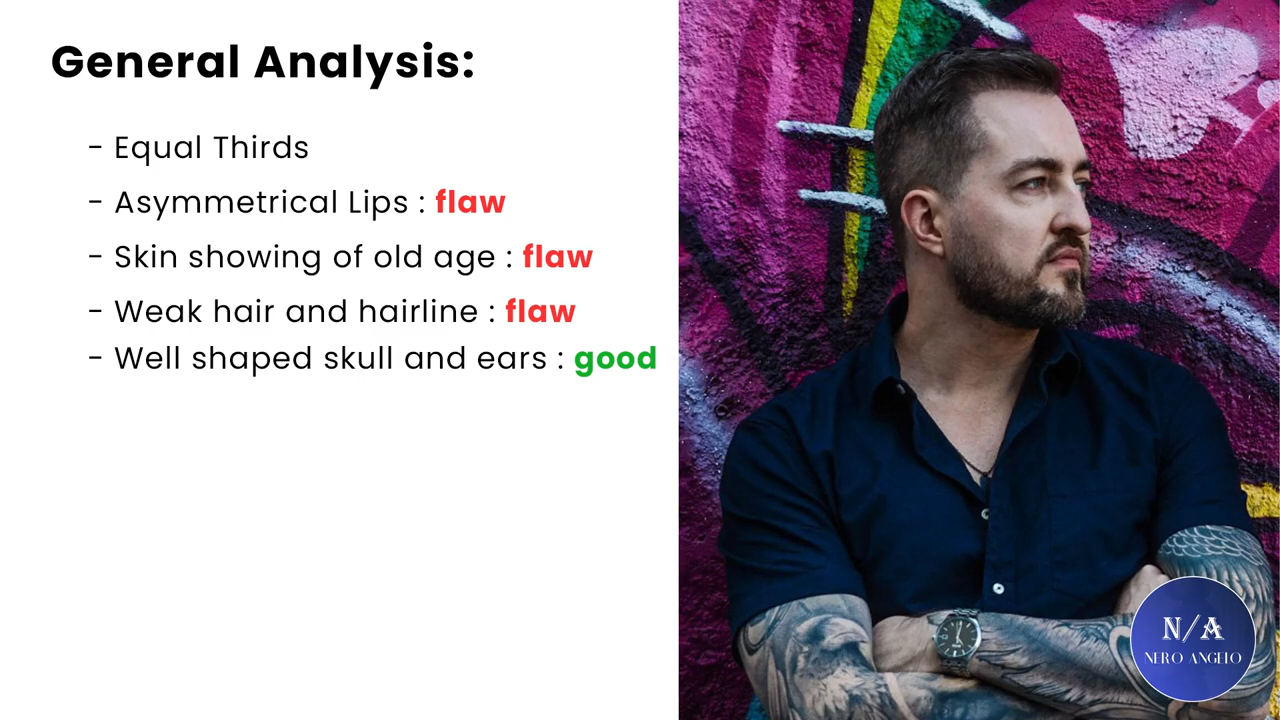 General Analysis:
- Equal Thirds
- Asymmetrical Lips : flaw
- Skin showing of old age : flaw
- Weak hair and hairline : flaw
- Well shaped skull and ears : good
N/A
NERO ANGELO